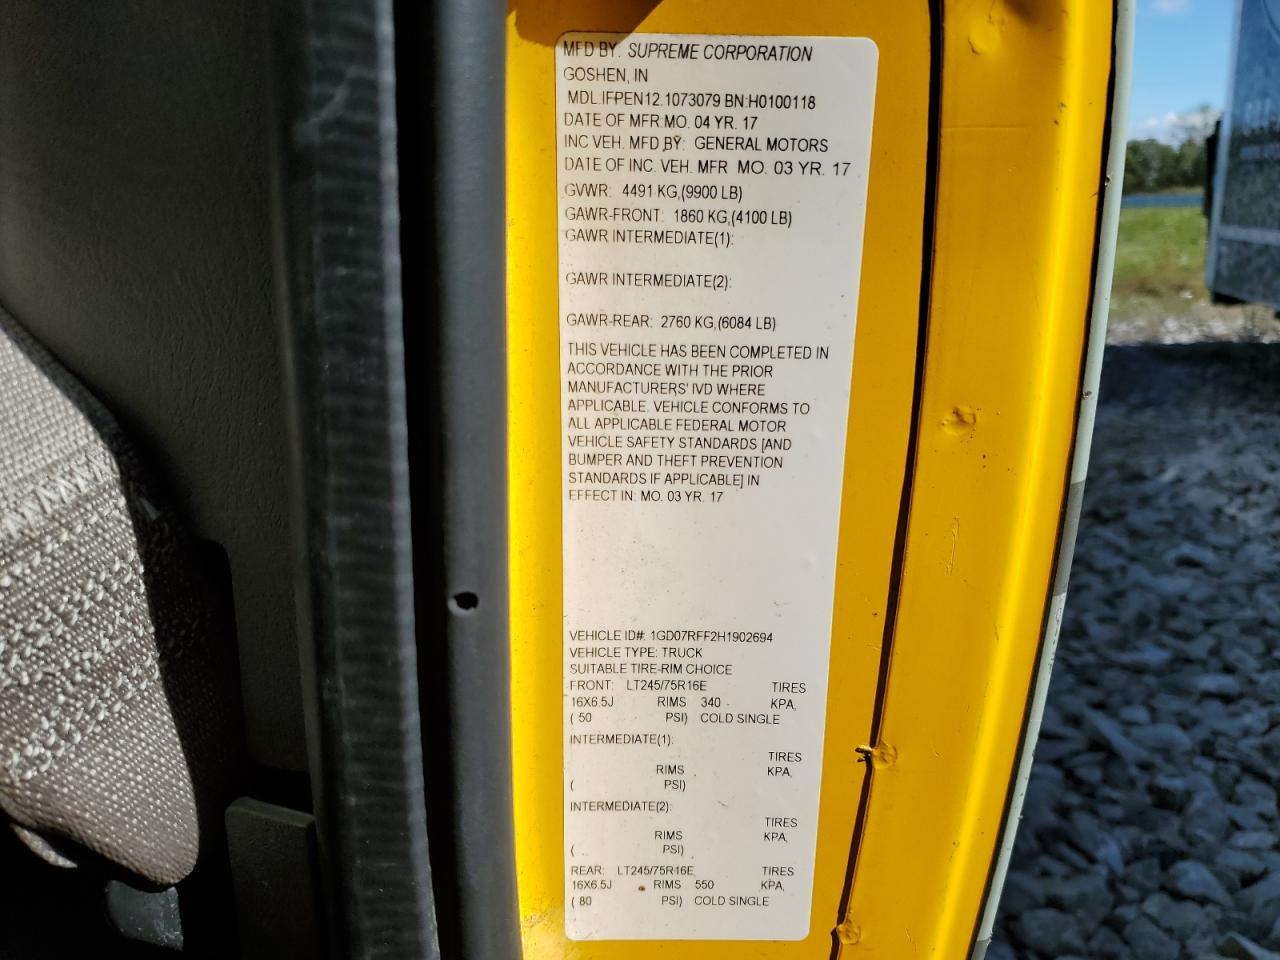 MFD BY: SUPREME CORPORATION
GOSHEN, IN
MDL:IFPEN12.1073079 BN:H0100118
DATE OF MFR:MO. 04 YR. 17
INC VEH. MFD BY: GENERAL MOTORS
DATE OF INC. VEH. MFR MO. 03 YR. 17
GVWR: 4491 KG,(9900 LB)
GAWR-FRONT: 1860 KG,(4100 LB)
GAWR INTERMEDIATE(1):
GAWR INTERMEDIATE(2):
GAWR-REAR: 2760 KG,(6084 LB)
THIS VEHICLE HAS BEEN COMPLETED IN
ACCORDANCE WITH THE PRIOR
MANUFACTURERS' IVD WHERE
APPLICABLE. VEHICLE CONFORMS TO
ALL APPLICABLE FEDERAL MOTOR
VEHICLE SAFETY STANDARDS [AND
BUMPER AND THEFT PREVENTION
STANDARDS IF APPLICABLE] IN
EFFECT IN: MO. 03 YR. 17
VEHICLE ID#: 1GD07RFF2H1902694
VEHICLE TYPE: TRUCK
SUITABLE TIRE-RIM CHOICE
FRONT: LT245/75R16E TIRES
16X6.5J RIMS 340 KPA,
( 50 PSI) COLD SINGLE
INTERMEDIATE(1):
TIRES
RIMS KPA,
( PSI)
INTERMEDIATE(2):
TIRES
RIMS KPA,
( PSI)
REAR: LT245/75R16E TIRES
16X6.5J RIMS 550 KPA,
( 80 PSI) COLD SINGLE